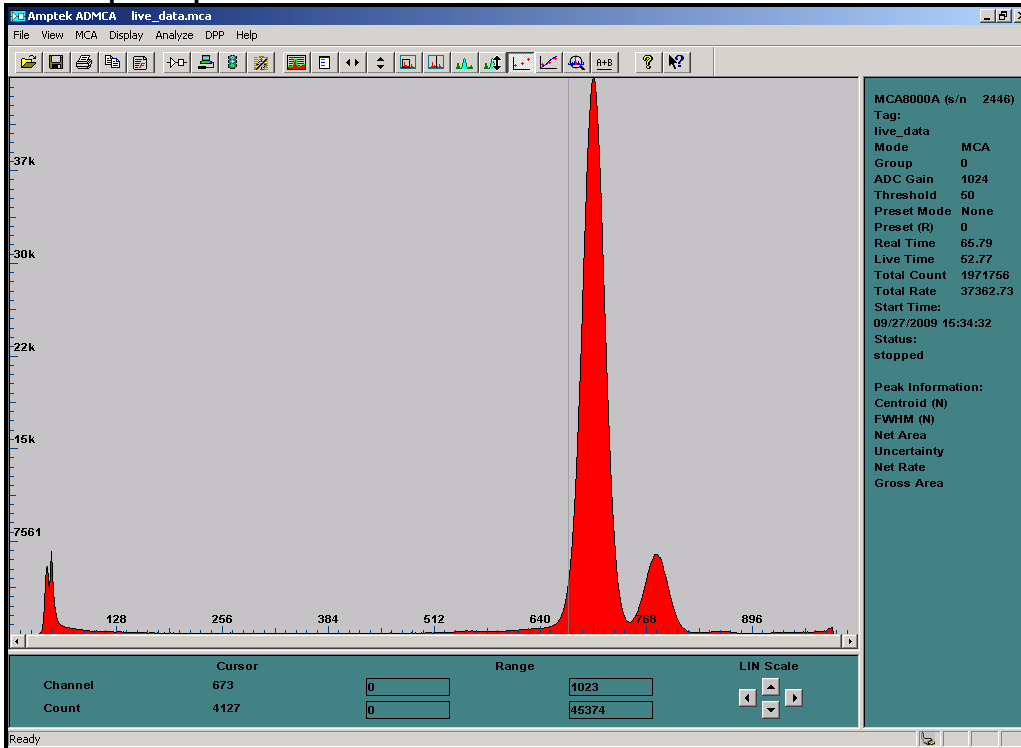 Amptek ADMCA live_data.mca
File View MCA Display Analyze DPP Help
A+B
37k
30k
22k
15k
7561
128 256 384 512 640 768 896
MCA8000A (s/n 2446)
Tag:
live_data
Mode MCA
Group 0
ADC Gain 1024
Threshold 50
Preset Mode None
Preset (R) 0
Real Time 65.79
Live Time 52.77
Total Count 1971756
Total Rate 37362.73
Start Time:
09/27/2009 15:34:32
Status:
stopped
Peak Information:
Centroid (N)
FWHM (N)
Net Area
Uncertainty
Net Rate
Gross Area
Cursor Range LIN Scale
Channel 673 0 1023
Count 4127 0 45374
Ready